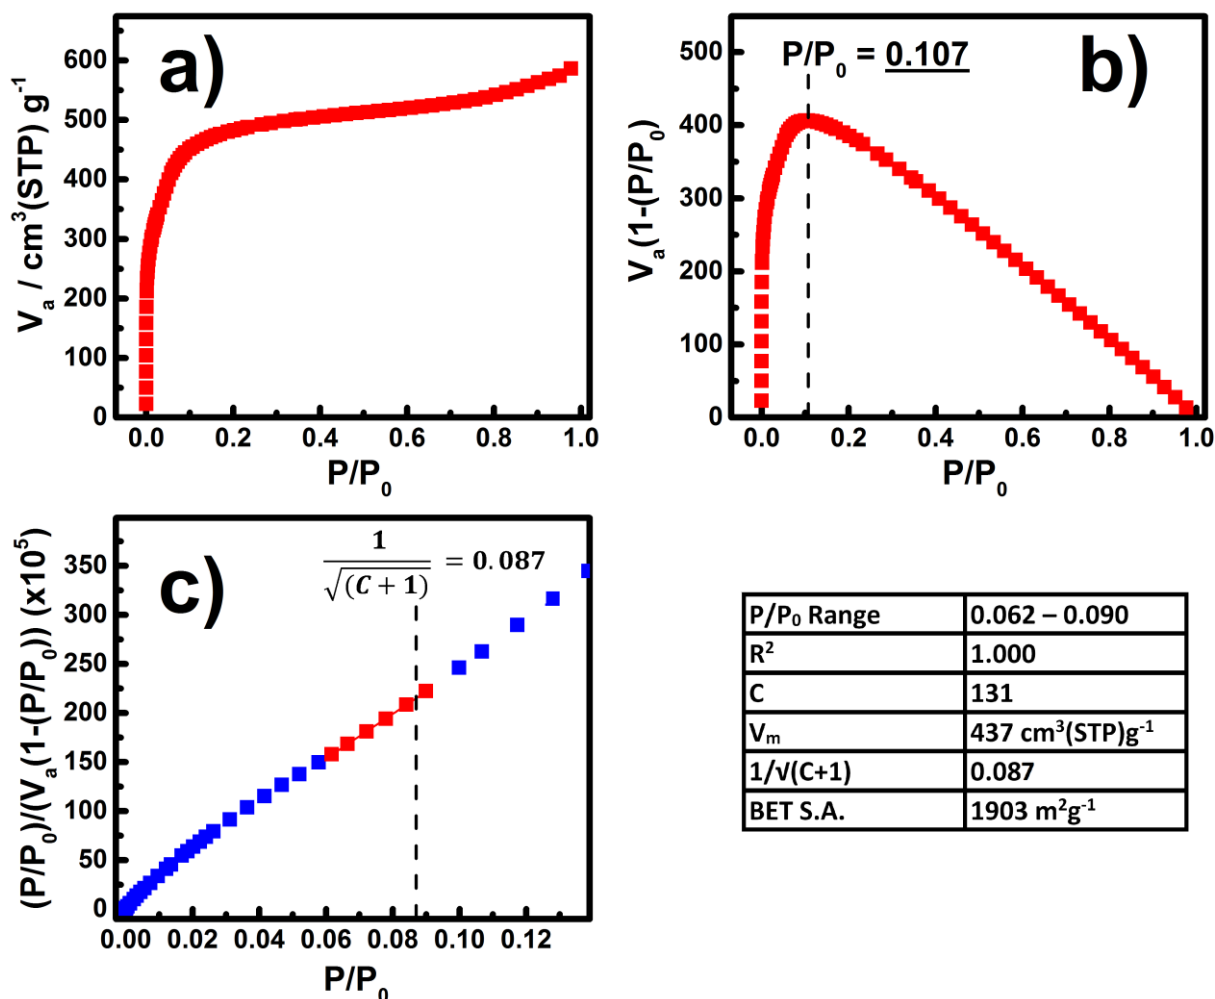 a)
600
500
400
300
200
100
0
V_a / cm³(STP) g⁻¹
0.0 0.2 0.4 0.6 0.8 1.0
P/P₀
b)
P/P₀ = 0.107
500
400
300
200
100
0
V_a(1-(P/P₀)
0.0 0.2 0.4 0.6 0.8 1.0
P/P₀
c)
1/√(C + 1) = 0.087
350
300
250
200
150
100
50
0
(P/P₀)/(V_a(1-(P/P₀)) (x10⁵)
0.00 0.02 0.04 0.06 0.08 0.10 0.12
P/P₀
P/P₀ Range 0.062 – 0.090
R² 1.000
C 131
Vₘ 437 cm³(STP)g⁻¹
1/√(C+1) 0.087
BET S.A. 1903 m²g⁻¹